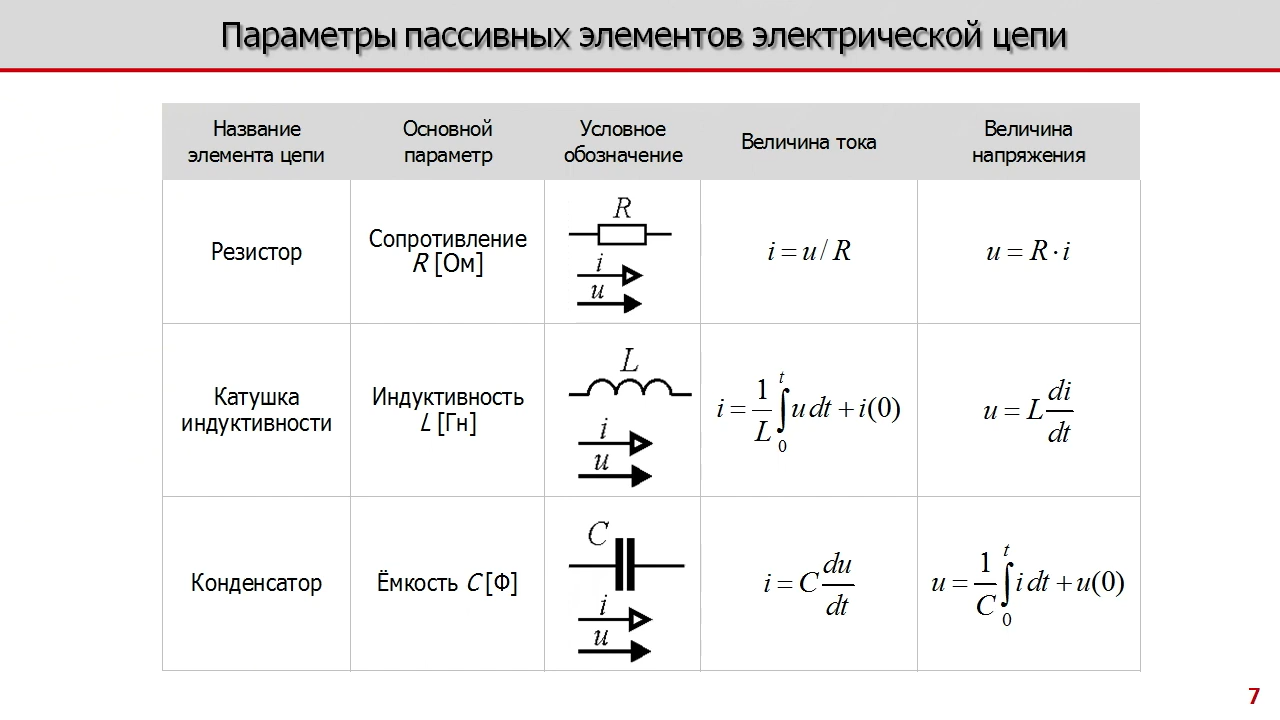 Параметры пассивных элементов электрической цепи
Название
элемента цепи
Основной
параметр
Условное
обозначение
Величина тока
Величина
напряжения
Резистор
Сопротивление
R [Ом]
R
i
u
i = u / R
u = R · i
Катушка
индуктивности
Индуктивность
L [Гн]
L
i
u
i = 1/L ∫₀ᵗ u dt + i(0)
u = L di/dt
Конденсатор
Ёмкость C [Ф]
C
i
u
i = C du/dt
u = 1/C ∫₀ᵗ i dt + u(0)
7